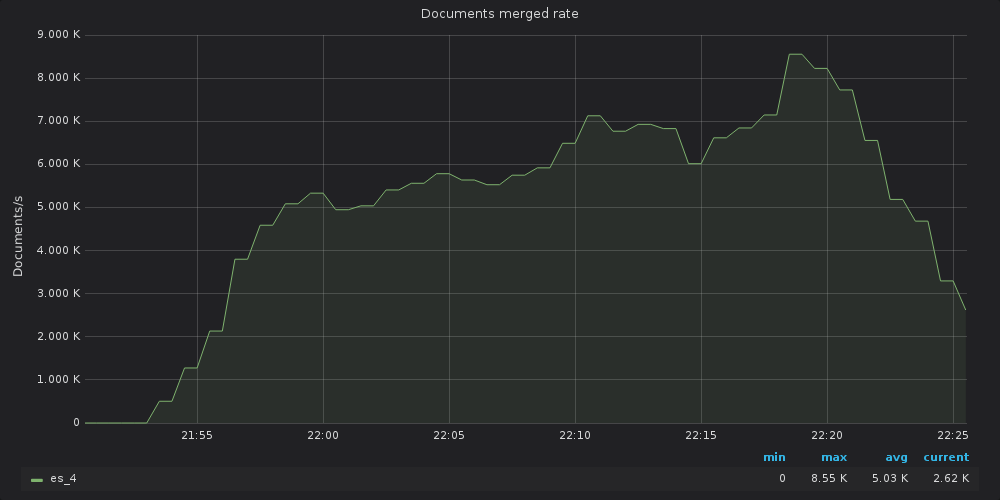 Documents merged rate
9.000 K
8.000 K
7.000 K
6.000 K
5.000 K
4.000 K
3.000 K
2.000 K
1.000 K
0
Documents/s
21:55 22:00 22:05 22:10 22:15 22:20 22:25
min max avg current
es_4 0 8.55 K 5.03 K 2.62 K